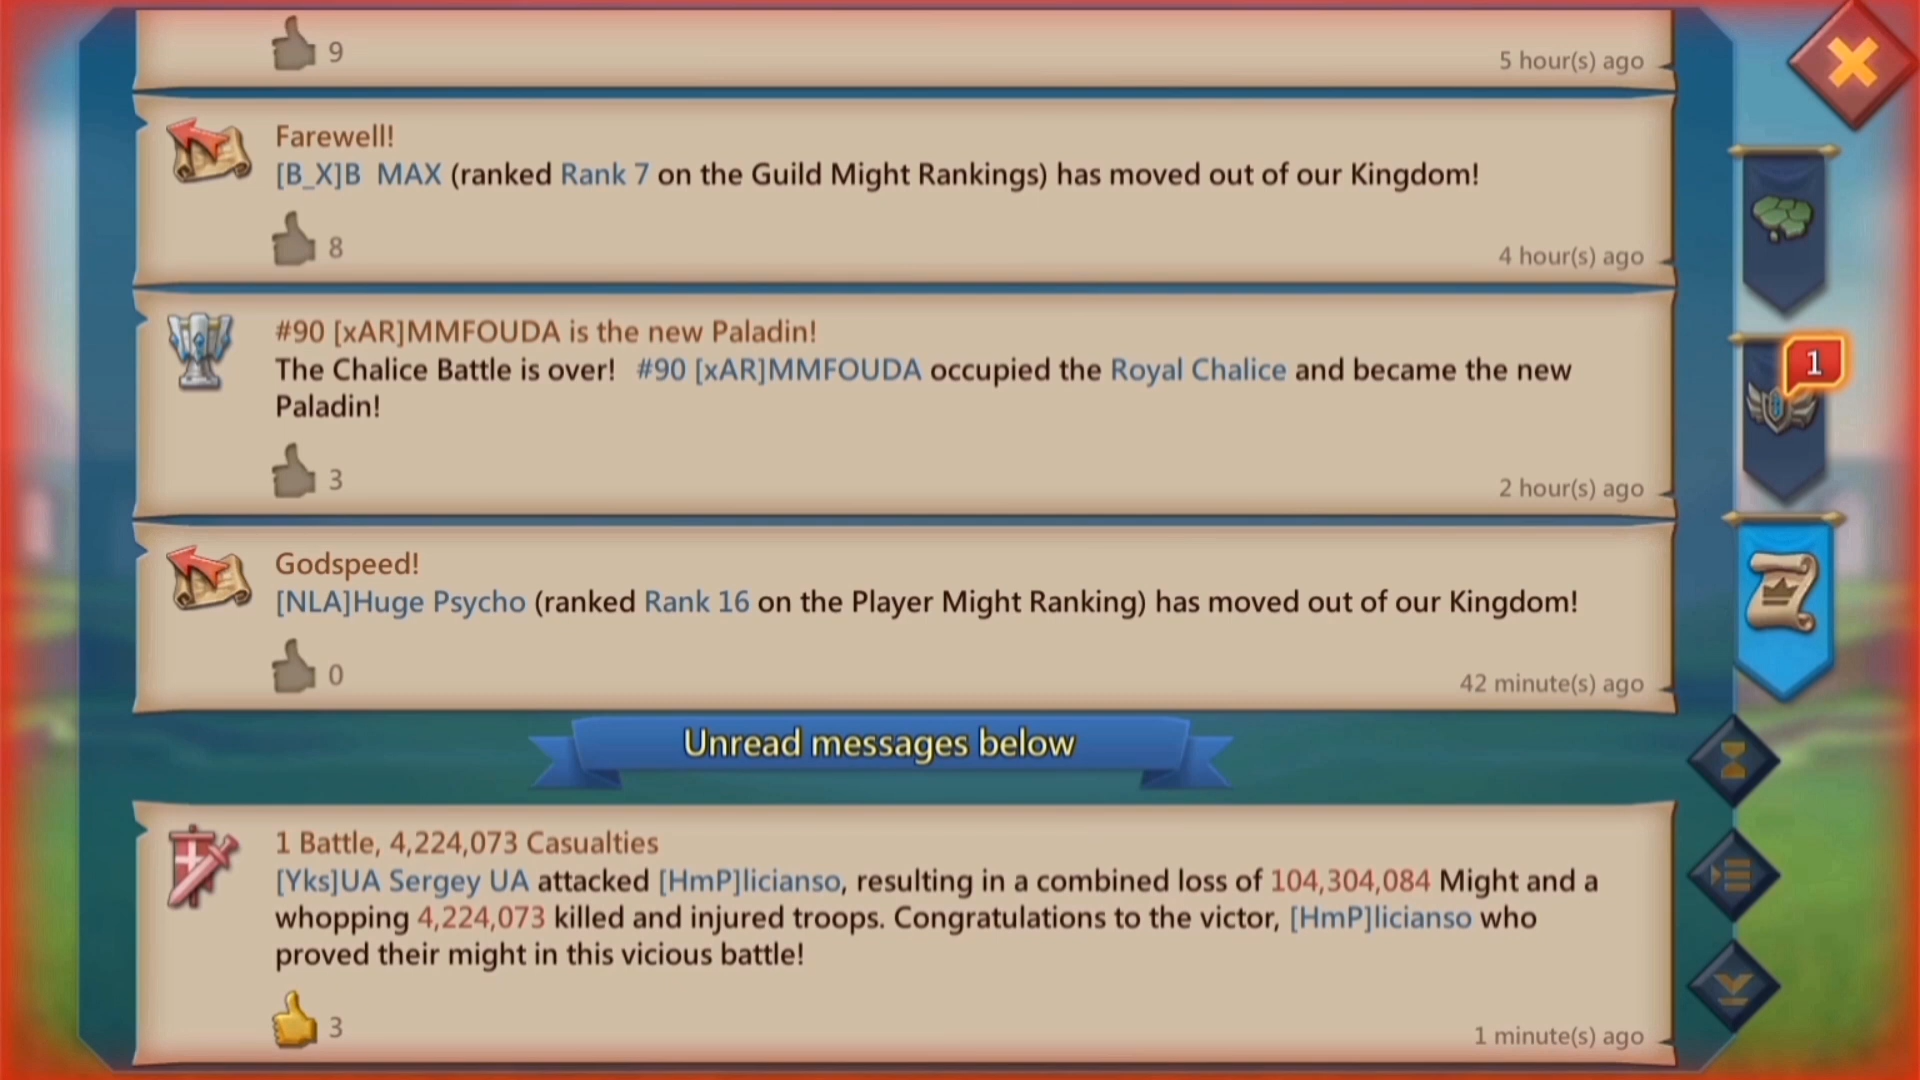 9
5 hour(s) ago
Farewell!
[B_X]B MAX (ranked Rank 7 on the Guild Might Rankings) has moved out of our Kingdom!
8
4 hour(s) ago
#90 [xAR]MMFOUDA is the new Paladin!
The Chalice Battle is over! #90 [xAR]MMFOUDA occupied the Royal Chalice and became the new
Paladin!
3
2 hour(s) ago
1
Godspeed!
[NLA]Huge Psycho (ranked Rank 16 on the Player Might Ranking) has moved out of our Kingdom!
0
42 minute(s) ago
Unread messages below
1 Battle, 4,224,073 Casualties
[Yks]UA Sergey UA attacked [HmP]licianso, resulting in a combined loss of 104,304,084 Might and a
whopping 4,224,073 killed and injured troops. Congratulations to the victor, [HmP]licianso who
proved their might in this vicious battle!
3
1 minute(s) ago